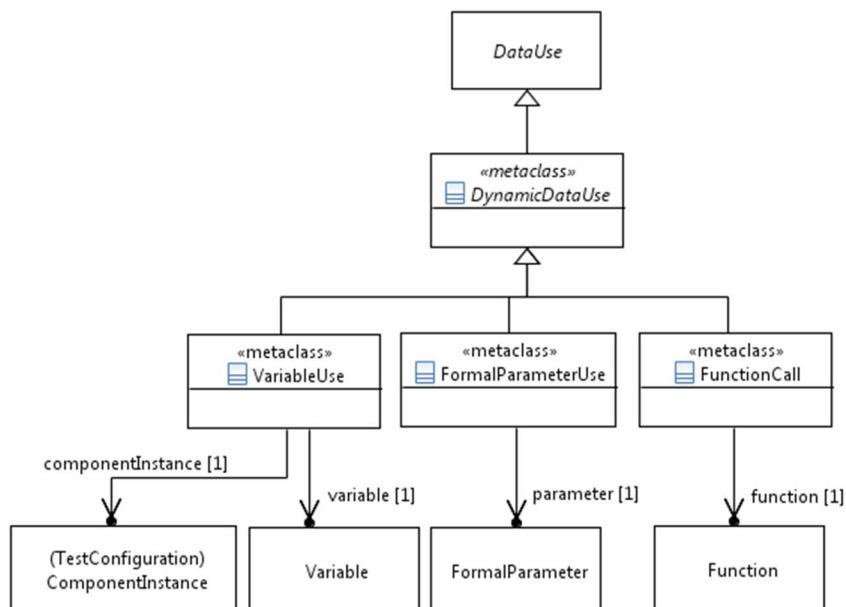 DataUse
«metaclass»
DynamicDataUse
«metaclass»
VariableUse
«metaclass»
FormalParameterUse
«metaclass»
FunctionCall
componentInstance [1]
variable [1]
parameter [1]
function [1]
(TestConfiguration)
ComponentInstance
Variable
FormalParameter
Function